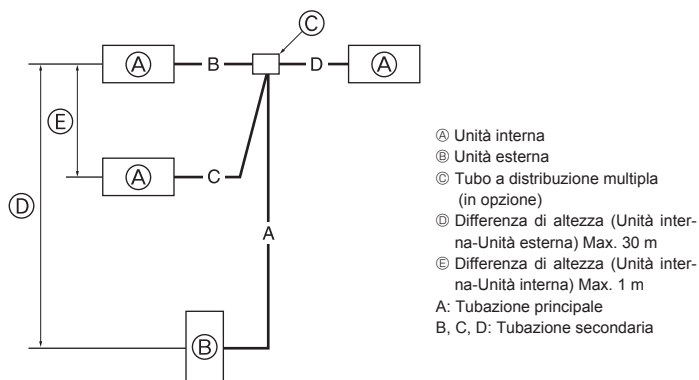 Ⓒ
Ⓐ B D Ⓐ
Ⓔ
Ⓐ C
Ⓓ
A
Ⓑ
Ⓐ Unità interna
Ⓑ Unità esterna
Ⓒ Tubo a distribuzione multipla
(in opzione)
Ⓓ Differenza di altezza (Unità inter-
na-Unità esterna) Max. 30 m
Ⓔ Differenza di altezza (Unità inter-
na-Unità interna) Max. 1 m
A: Tubazione principale
B, C, D: Tubazione secondaria